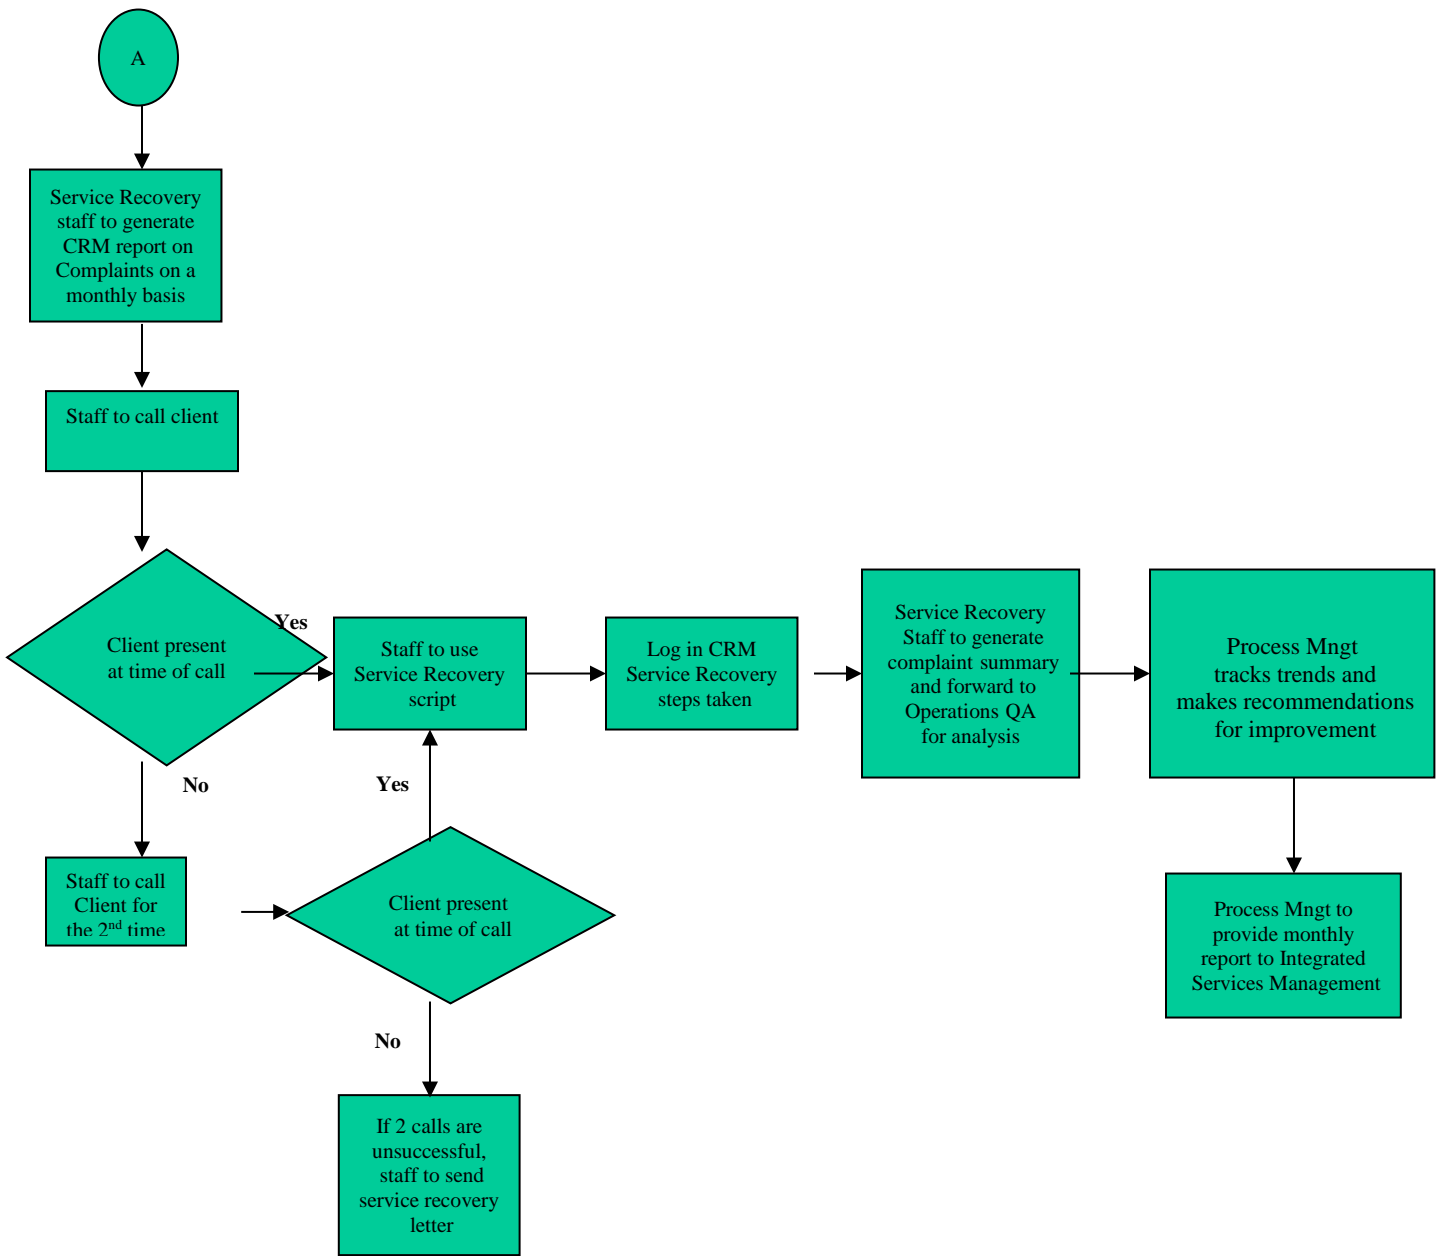 A
Service Recovery
staff to generate
CRM report on
Complaints on a
monthly basis
Staff to call client
Client present
at time of call
Yes
No
Staff to use
Service Recovery
script
Log in CRM
Service Recovery
steps taken
Service Recovery
Staff to generate
complaint summary
and forward to
Operations QA
for analysis
Process Mngt
tracks trends and
makes recommendations
for improvement
Yes
Staff to call
Client for
the 2nd time
Client present
at time of call
Process Mngt to
provide monthly
report to Integrated
Services Management
No
If 2 calls are
unsuccessful,
staff to send
service recovery
letter